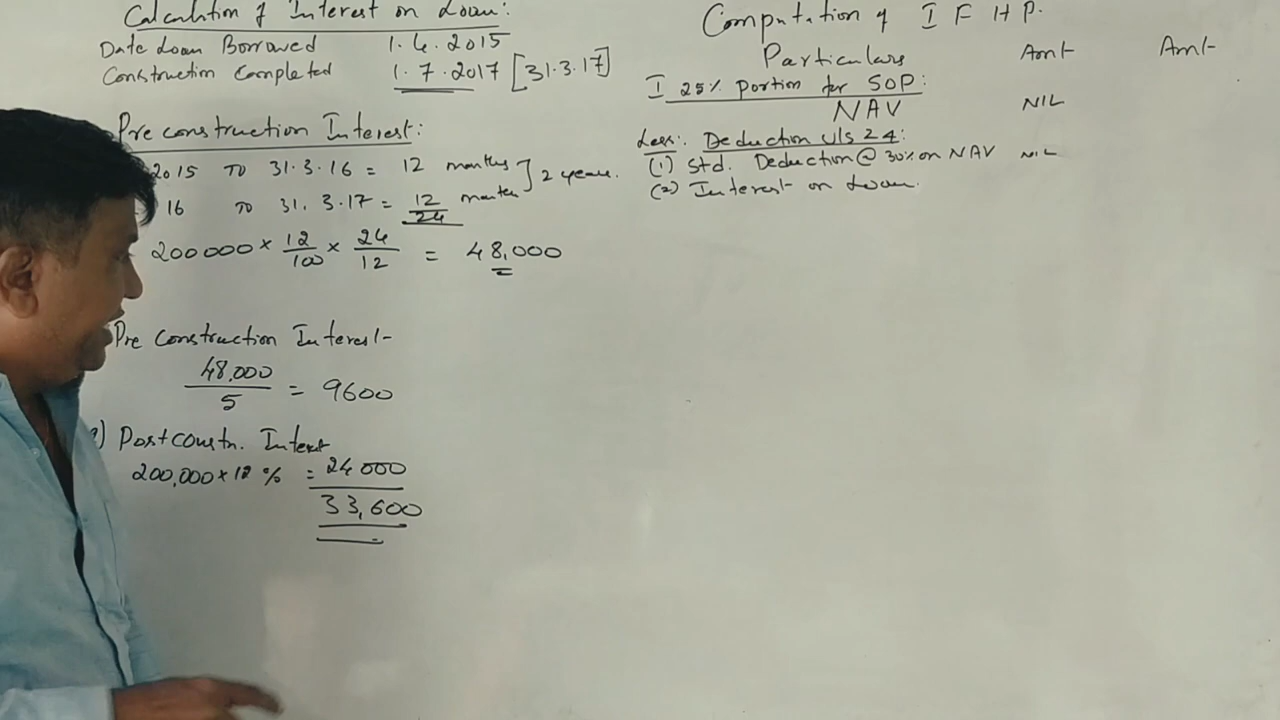 Calculation of Interest on Loan:
Date Loan Borrowed 1.4.2015
Construction Completed 1.7.2017 [31.3.17]
Pre construction Interest:
2015 TO 31.3.16 = 12 months
16 TO 31.3.17 = 12 months ] 2 years.
24
200000 × 12/100 × 24/12 = 48,000
Pre Construction Interest
48,000/5 = 9600
) Postconstn. Interest
200,000 × 12 % = 24000
33,600
Computation of I F H P.
Particulars Amt Amt
I 25% portion for SOP:
NAV NIL
Less: Deduction U/s 24:
(1) Std. Deduction @ 30% on NAV NIL
(2) Interest on Loan.